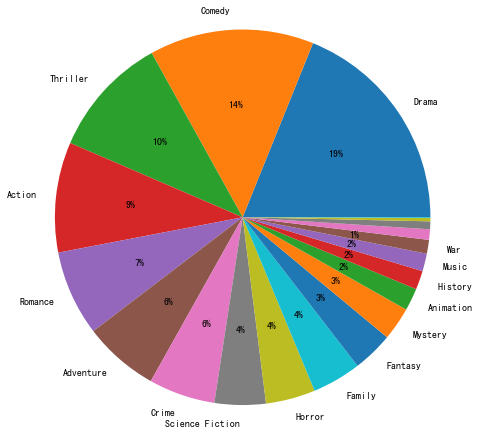 Comedy
Thriller
Drama
14%
10%
19%
Action
9%
1%
2%
War
2%
Music
7%
2%
History
3%
Animation
Romance
6%
3%
Mystery
6%
4%
4%
4%
Fantasy
Adventure
Family
Crime
Horror
Science Fiction